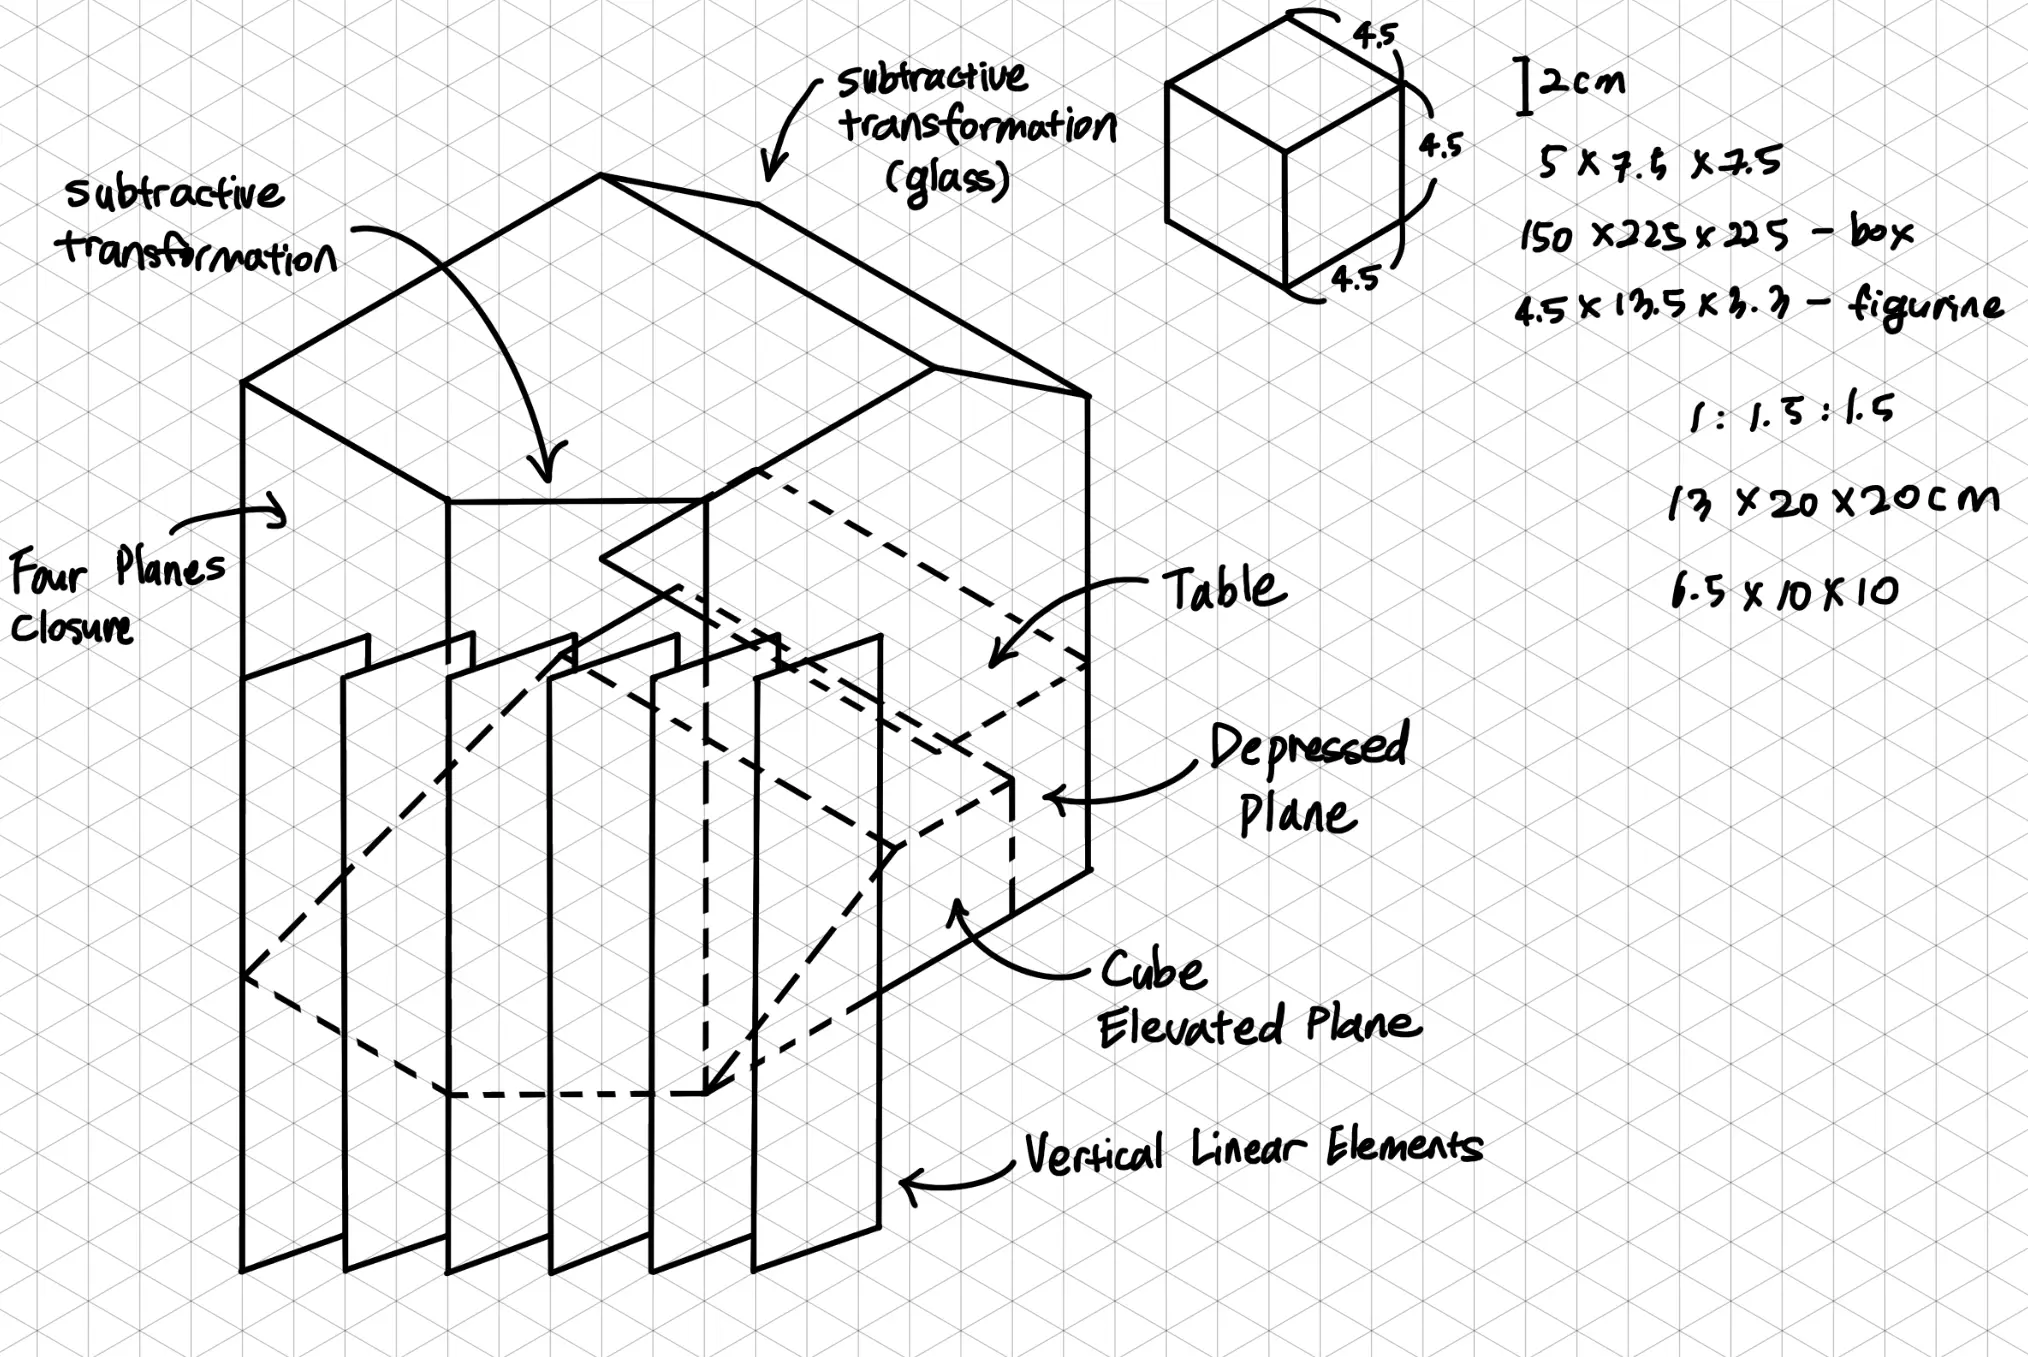 subtractive
transformation
(glass)
subtractive
transformation
Four Planes
Closure
Table
Depressed
Plane
Cube
Elevated Plane
Vertical Linear Elements
4.5
4.5
4.5
2cm
5 x 7.5 x 7.5
150 x 225 x 225 - box
4.5 x 13.5 x 3.3 - figurine
1 : 1.5 : 1.5
13 x 20 x 20cm
6.5 x 10 x 10